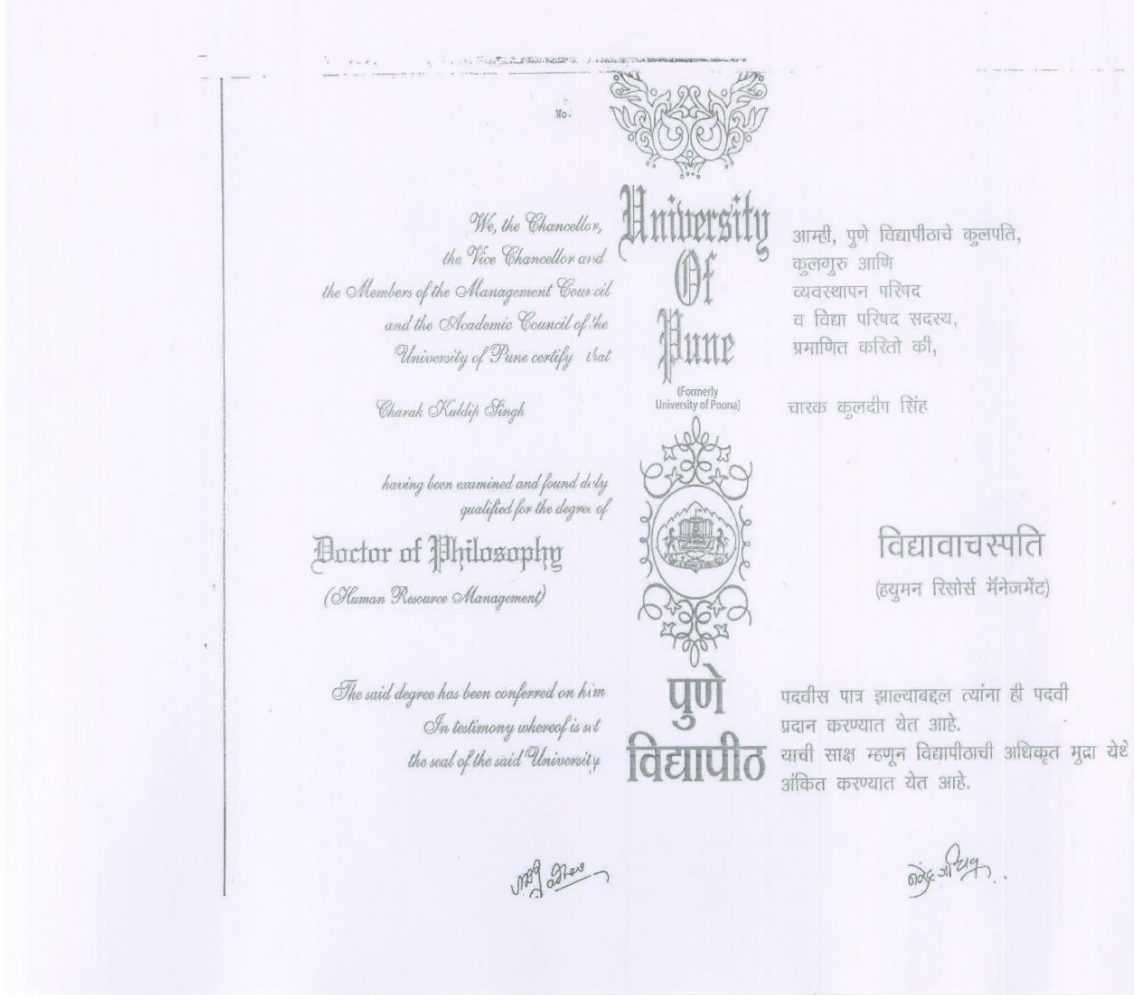 No.
University
Of
Pune
(Formerly
University of Poona)
We, the Chancellor,
the Vice Chancellor and
the Members of the Management Council
and the Academic Council of the
University of Pune certify that
Charak Kuldip Singh
having been examined and found duly
qualified for the degree of
Doctor of Philosophy
(Human Resource Management)
The said degree has been conferred on him
In testimony whereof is set
the seal of the said University
आम्ही, पुणे विद्यापीठाचे कुलपति,
कुलगुरु आणि
व्यवस्थापन परिषद
व विद्या परिषद सदस्य,
प्रमाणित करितो की,
चारक कुलदीप सिंह
विद्यावाचस्पति
(हयुमन रिसोर्स मॅनेजमेंट)
पुणे
विद्यापीठ
पदवीस पात्र झाल्याबद्दल त्यांना ही पदवी
प्रदान करण्यात येत आहे.
याची साक्ष म्हणून विद्यापीठाची अधिकृत मुद्रा येथे
अंकित करण्यात येत आहे.